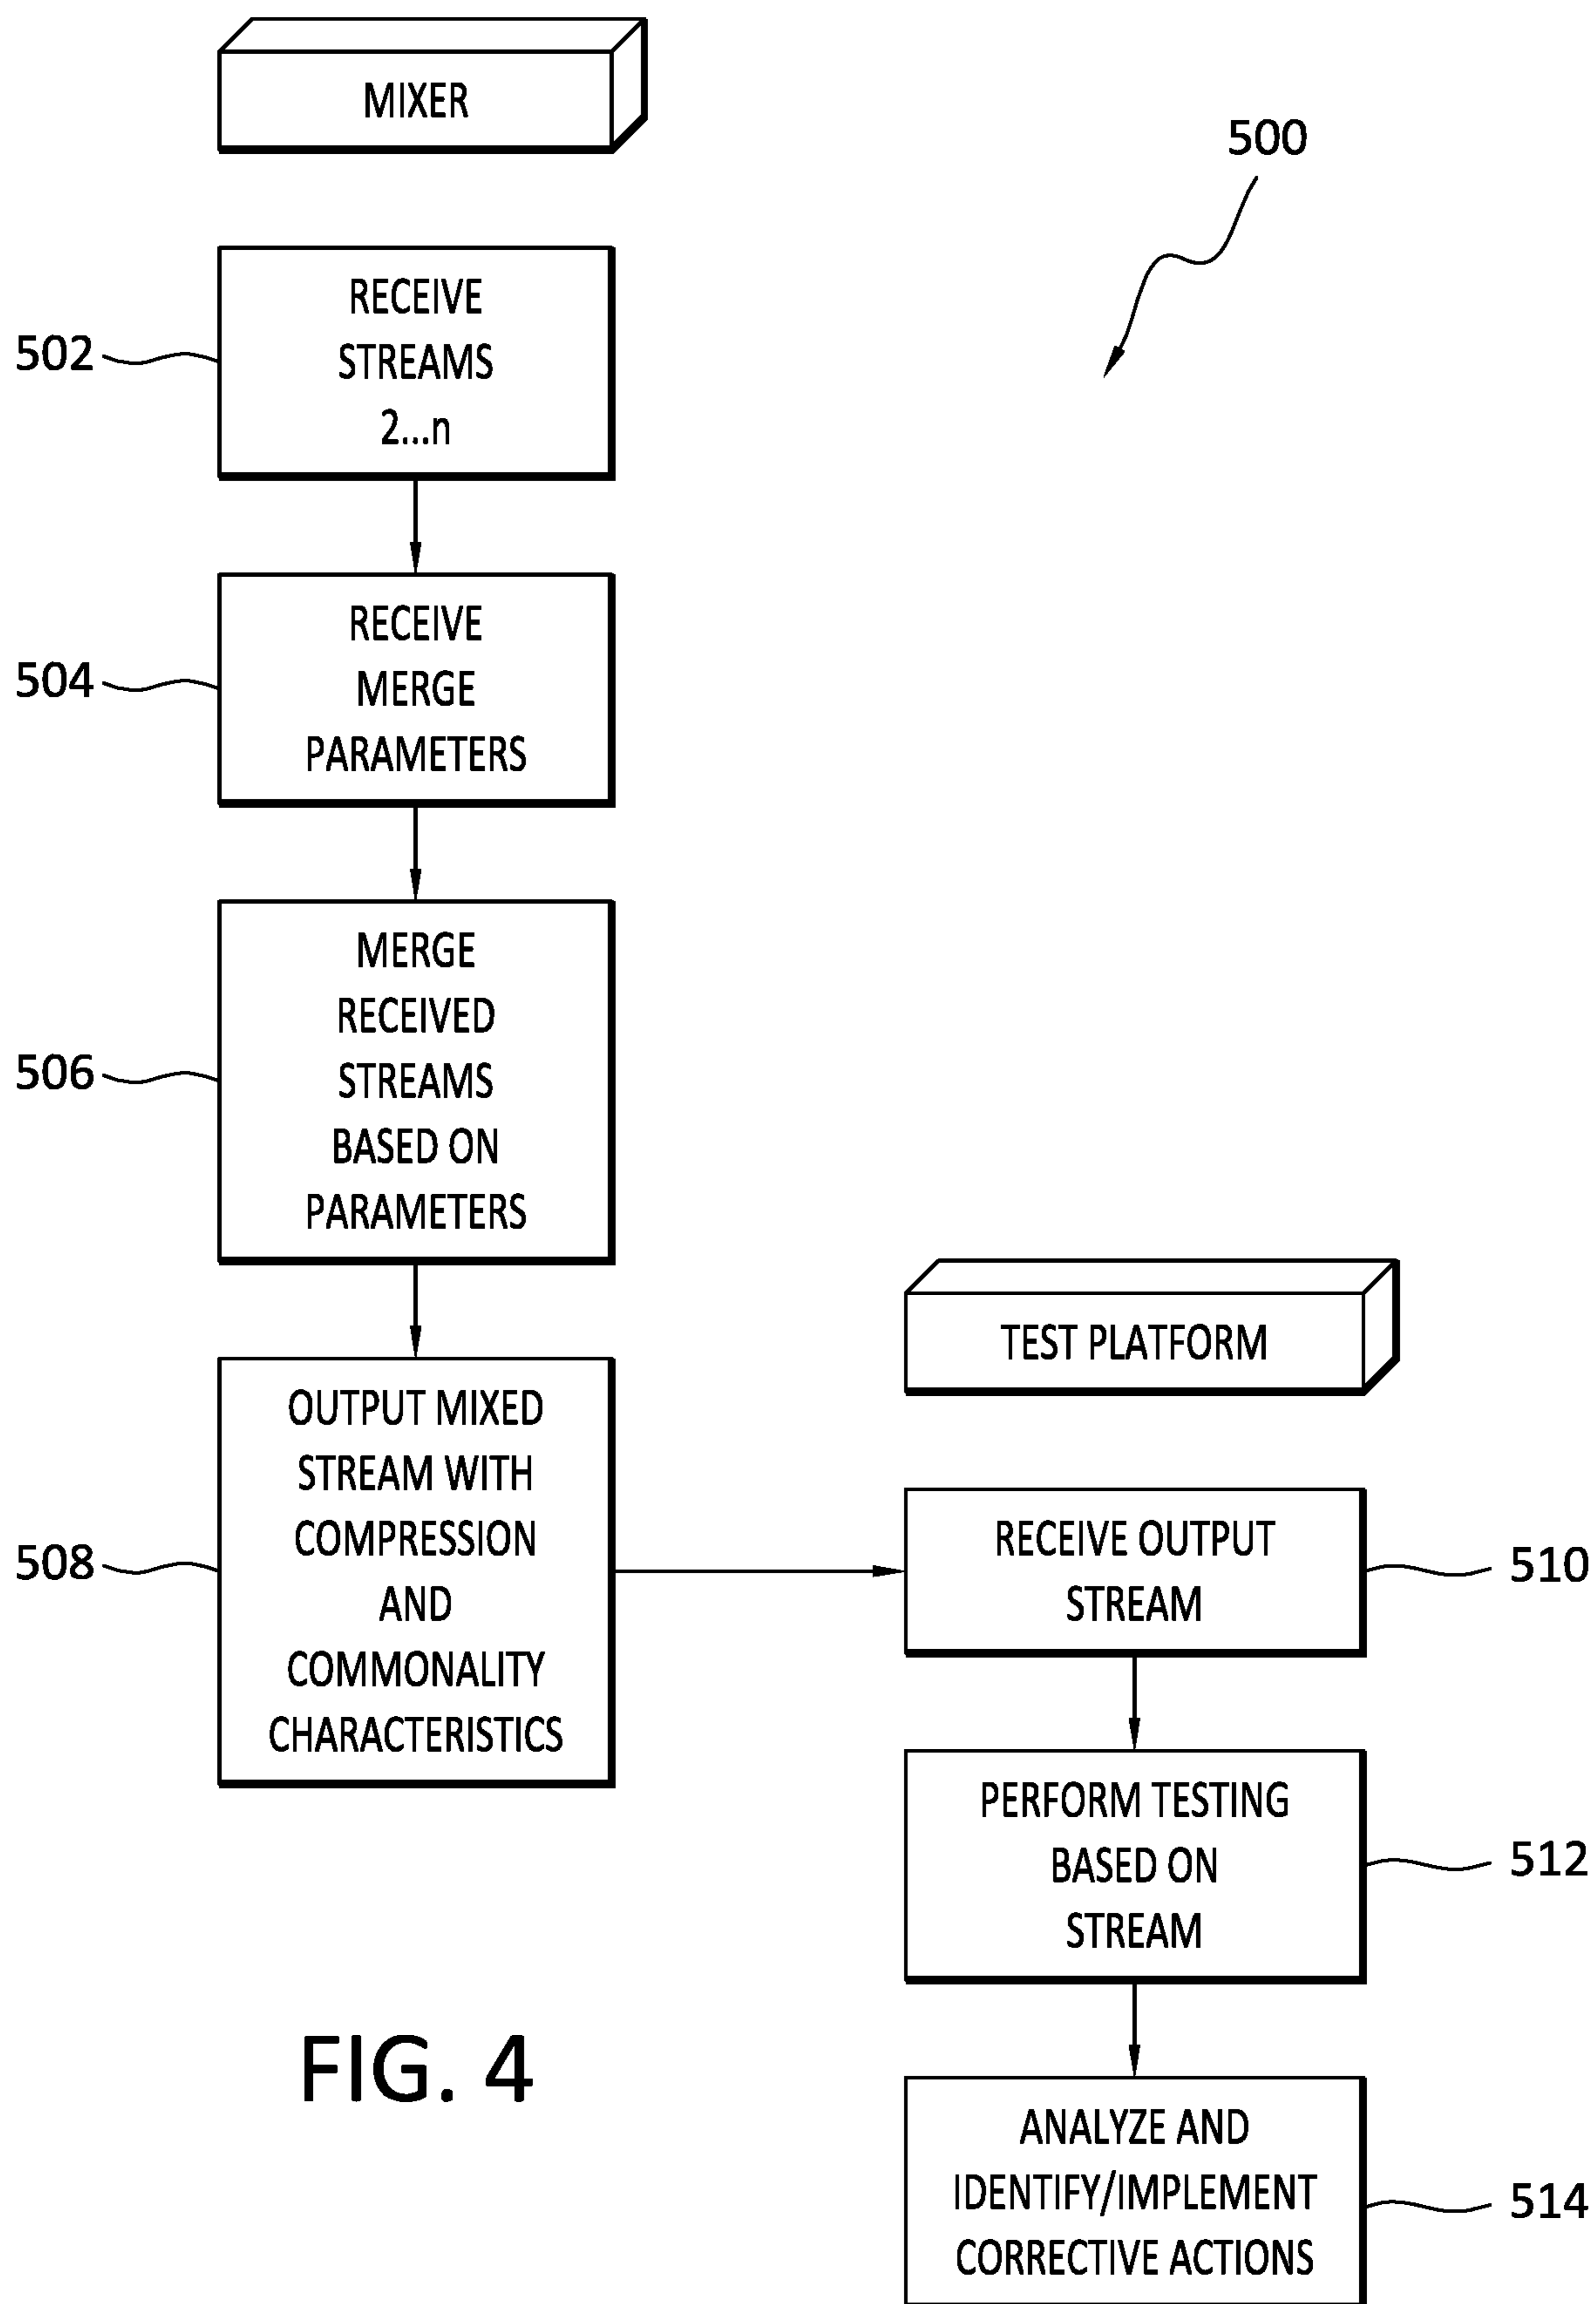 MIXER
500
502
RECEIVE
STREAMS
2...n
504
RECEIVE
MERGE
PARAMETERS
506
MERGE
RECEIVED
STREAMS
BASED ON
PARAMETERS
508
OUTPUT MIXED
STREAM WITH
COMPRESSION
AND
COMMONALITY
CHARACTERISTICS
TEST PLATFORM
RECEIVE OUTPUT
STREAM
510
PERFORM TESTING
BASED ON
STREAM
512
ANALYZE AND
IDENTIFY/IMPLEMENT
CORRECTIVE ACTIONS
514
FIG. 4